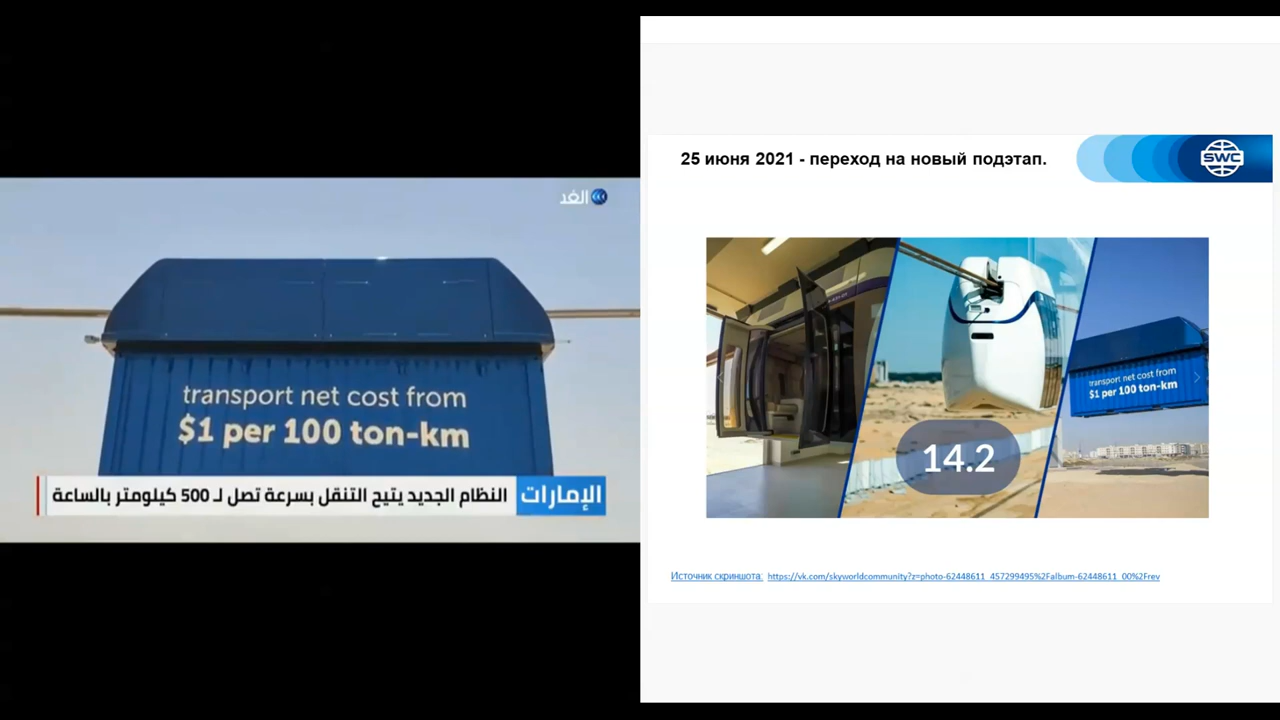 الغد
transport net cost from
$1 per 100 ton-km
الإمارات
النظام الجديد يتيح التنقل بسرعة تصل لـ 500 كيلومتر بالساعة
25 июня 2021 - переход на новый подэтап.
SWC
transport net cost from
$1 per 100 ton-km
14.2
Источник скриншота: https://vk.com/skyworldcommunity?z=photo-62448611_457299495%2Falbum-62448611_00%2Frev